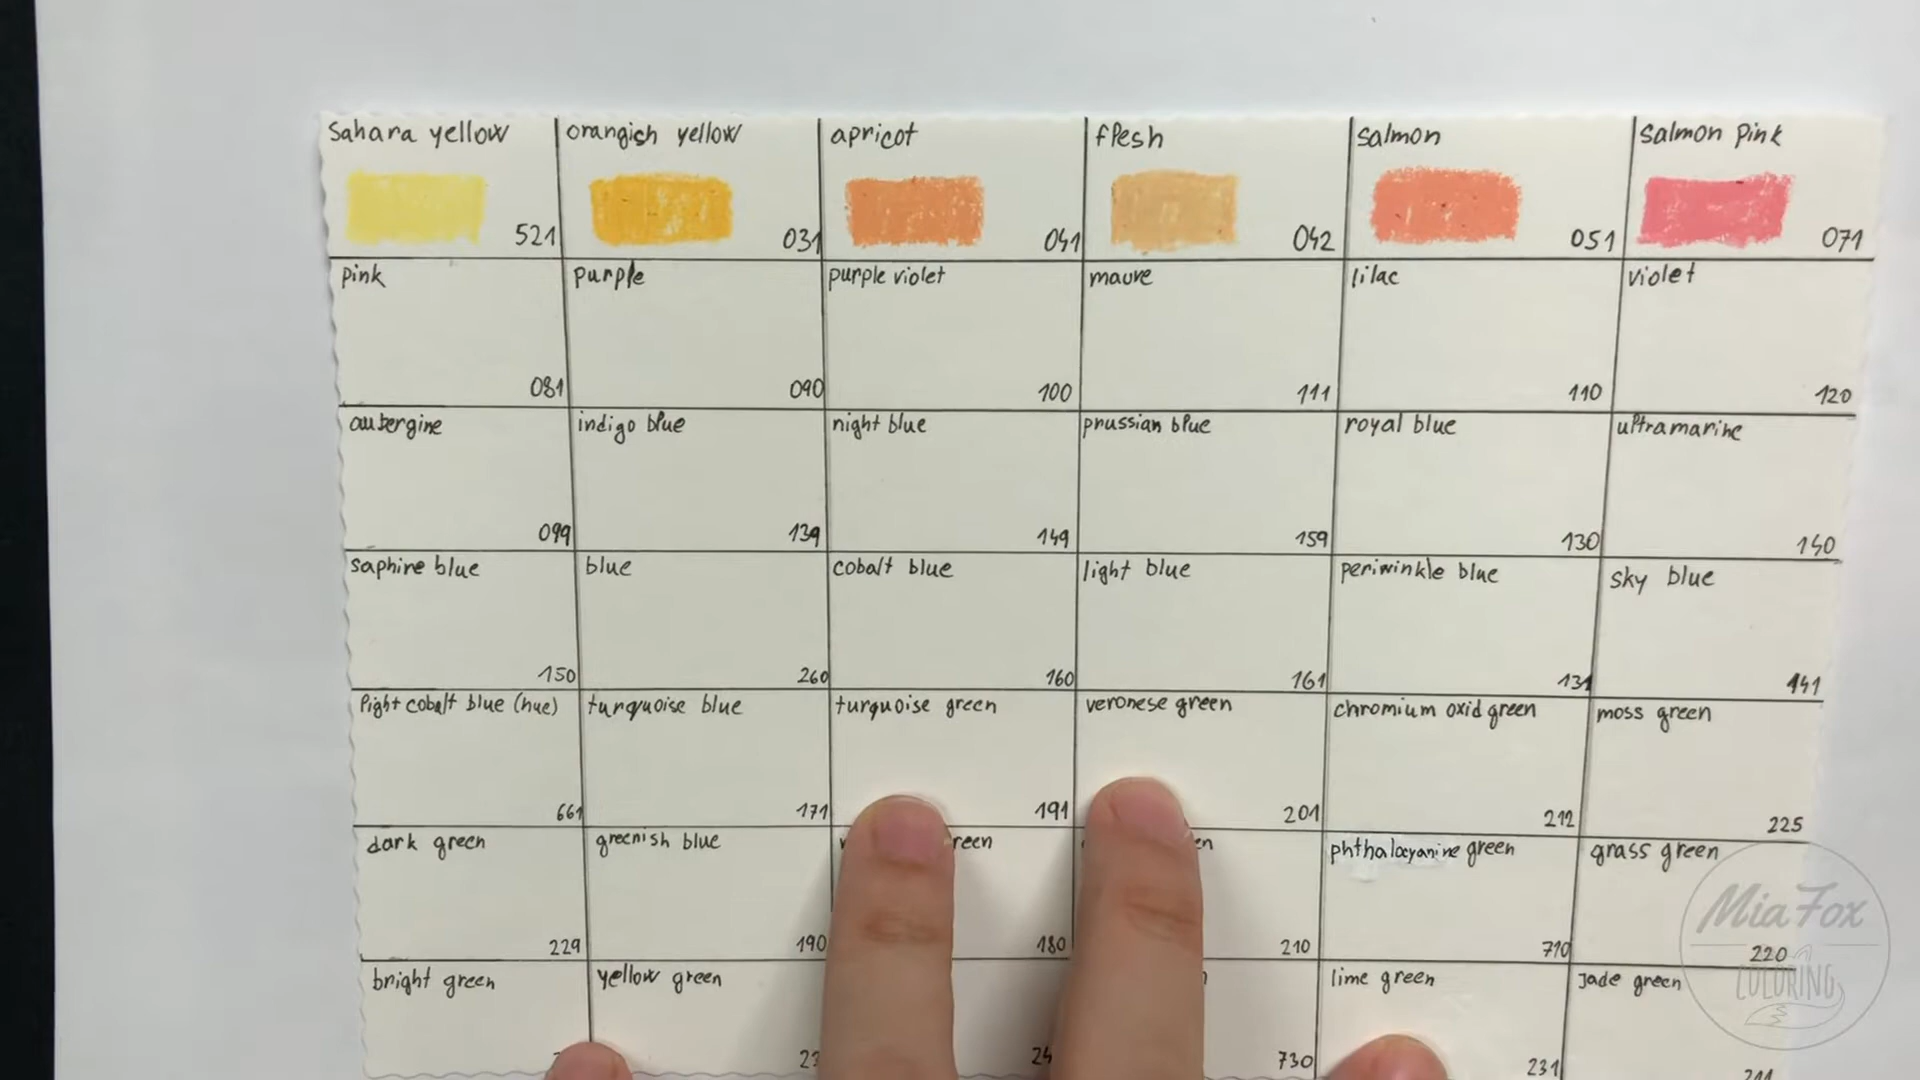 Sahara yellow
orangish yellow
apricot
flesh
salmon
salmon pink
521
031
041
042
051
071
pink
purple
purple violet
mauve
lilac
violet
081
090
100
111
110
120
aubergine
indigo blue
night blue
prussian blue
royal blue
ultramarine
099
139
149
159
130
140
saphire blue
blue
cobalt blue
light blue
periwinkle blue
sky blue
150
260
160
161
131
141
light cobalt blue (hue)
turquoise blue
turquoise green
veronese green
chromium oxid green
moss green
661
171
191
201
212
225
dark green
greenish blue
phthalocyanine green
grass green
229
190
180
210
710
220
bright green
yellow green
lime green
Jade green
730
231
Mia Fox
COLORING